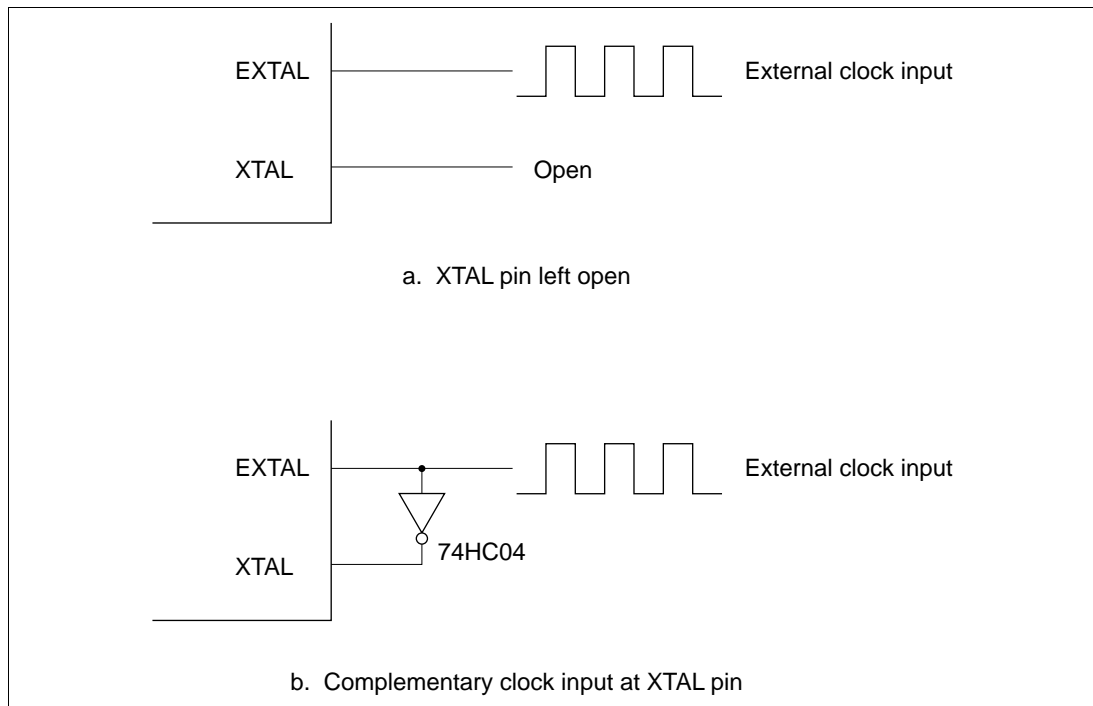 EXTAL
External clock input
XTAL
Open
a. XTAL pin left open
EXTAL
External clock input
74HC04
XTAL
b. Complementary clock input at XTAL pin